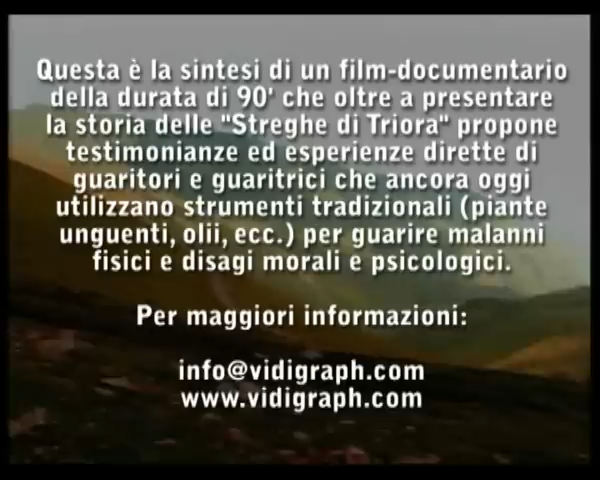 Questa è la sintesi di un film-documentario
della durata di 90' che oltre a presentare
la storia delle "Streghe di Triora" propone
testimonianze ed esperienze dirette di
guaritori e guaritrici che ancora oggi
utilizzano strumenti tradizionali (piante
unguenti, olii, ecc.) per guarire malanni
fisici e disagi morali e psicologici.
Per maggiori informazioni:
info@vidigraph.com
www.vidigraph.com